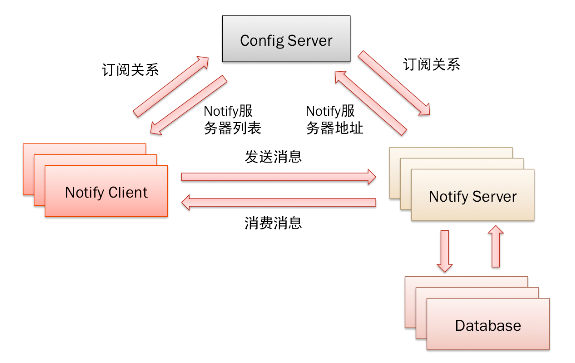 Config Server
订阅关系
订阅关系
Notify服
务器列表
Notify服
务器地址
发送消息
Notify Client
Notify Server
消费消息
Database